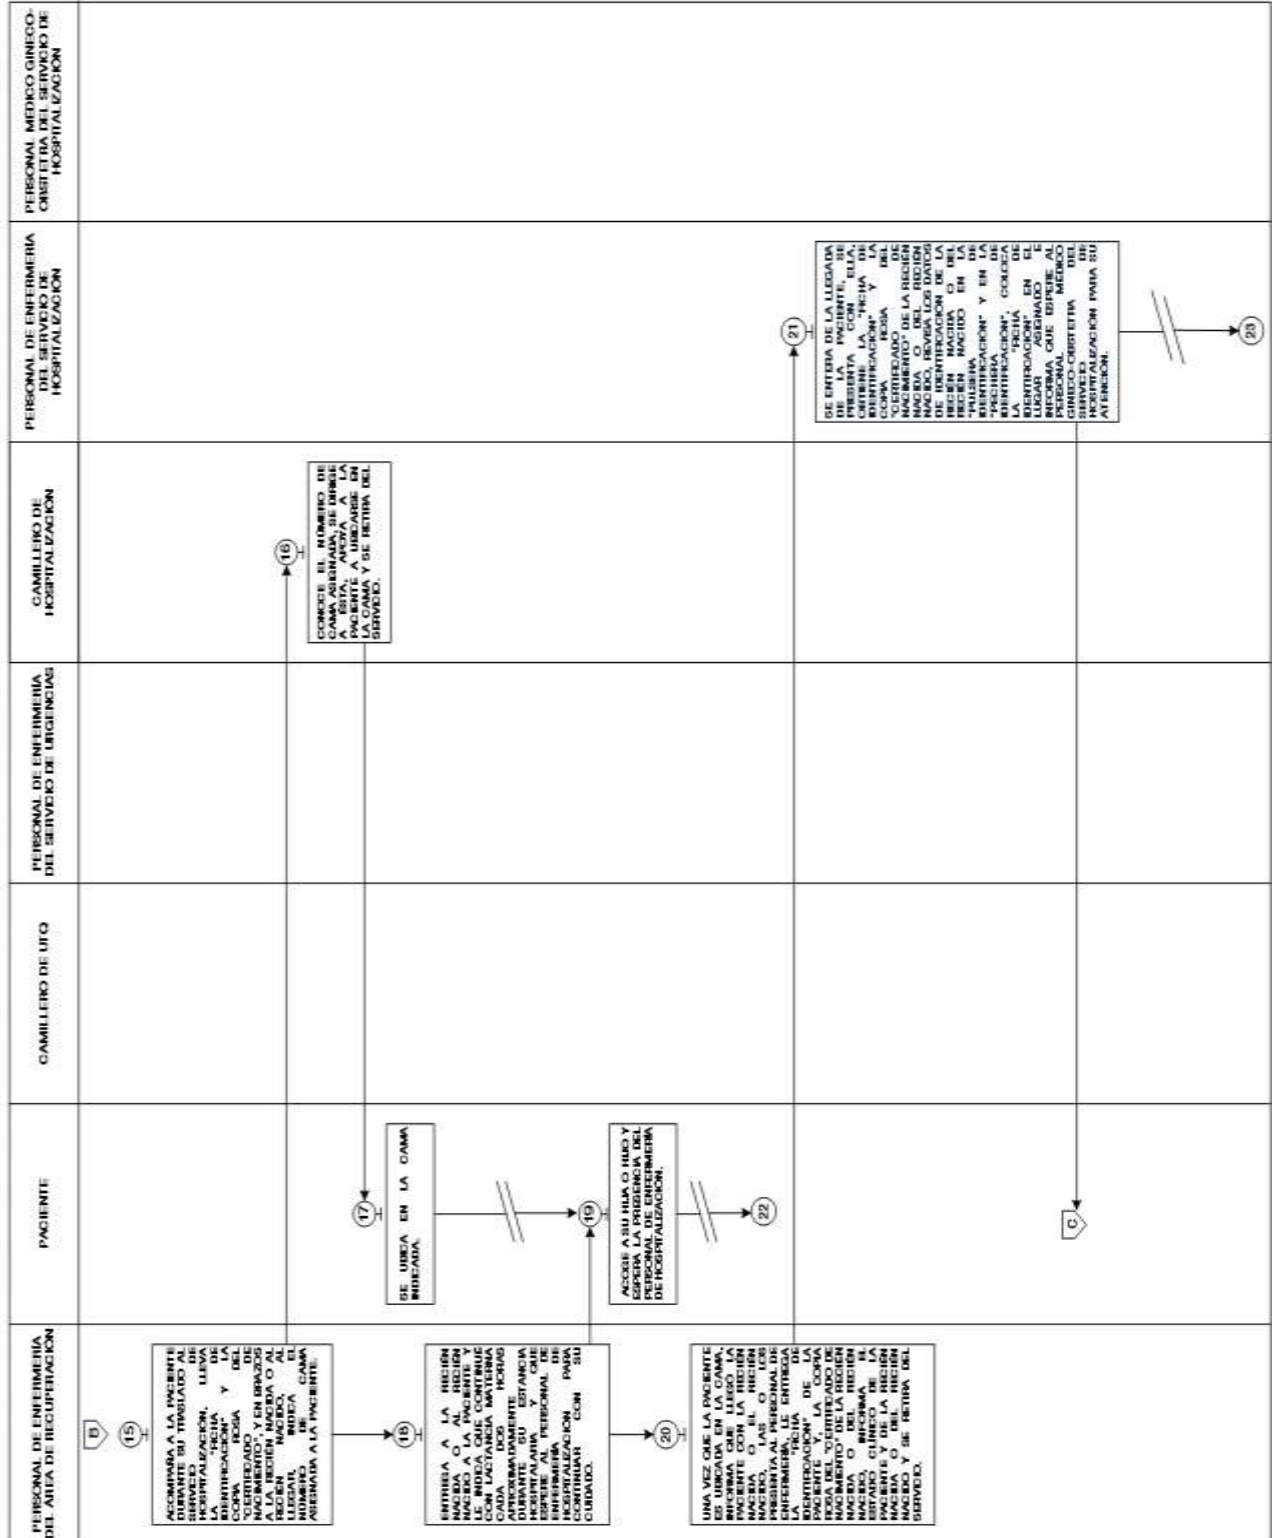 PERSONAL DE ENFERMERÍA
DEL ÁREA DE RECUPERACIÓN
PACIENTE
CAMILLERO DE UTQ
PERSONAL DE ENFERMERÍA
DEL SERVICIO DE URGENCIAS
CAMILLERO DE
HOSPITALIZACIÓN
PERSONAL DE ENFERMERÍA
DEL SERVICIO DE
HOSPITALIZACIÓN
PERSONAL MÉDICO GINECO-
OBSTETRA DEL SERVICIO DE
HOSPITALIZACIÓN
B
15
ACOMPAÑA A LA PACIENTE
DURANTE SU TRASLADO AL
SERVICIO DE
HOSPITALIZACIÓN, LLEVA
LA "FICHA DE
IDENTIFICACIÓN" Y LA
COPIA ROSA DEL
"CERTIFICADO DE
NACIMIENTO", Y EN BRAZOS
A LA RECIÉN NACIDA O AL
RECIÉN NACIDO, AL
LLEGAR, INDICA EL
NÚMERO DE CAMA
ASIGNADA A LA PACIENTE.
16
CONOCE EL NÚMERO DE
CAMA ASIGNADA, SE DIRIGE
A ÉSTA, APOYA A LA
PACIENTE A UBICARSE EN
LA CAMA Y SE RETIRA DEL
SERVICIO.
17
SE UBICA EN LA CAMA
INDICADA.
18
ENTREGA A LA RECIÉN
NACIDA O AL RECIÉN
NACIDO A LA PACIENTE Y
LE INDICA QUE CONTINUE
CON LACTANCIA MATERNA
CADA DOS HORAS
APROXIMADAMENTE
DURANTE SU ESTANCIA
HOSPITALARIA Y QUE
ESPERE AL PERSONAL DE
ENFERMERÍA DE
HOSPITALIZACIÓN PARA
CONTINUAR CON SU
CUIDADO.
19
ACOGE A SU HIJA O HIJO Y
ESPERA LA PRESENCIA DEL
PERSONAL DE ENFERMERÍA
DE HOSPITALIZACIÓN.
22
20
UNA VEZ QUE LA PACIENTE
ES UBICADA EN LA CAMA,
INFORMA QUE LLEGÓ LA
PACIENTE CON LA RECIÉN
NACIDA O EL RECIÉN
NACIDO, LAS O LOS
PRESENTA AL PERSONAL DE
ENFERMERÍA, LE ENTREGA
LA "FICHA DE
IDENTIFICACIÓN" DE LA
PACIENTE Y, LA COPIA
ROSA DEL "CERTIFICADO DE
NACIMIENTO" DE LA RECIÉN
NACIDA O DEL RECIÉN
NACIDO, INFORMA EL
ESTADO CLÍNICO DE LA
PACIENTE Y DE LA RECIÉN
NACIDA O DEL RECIÉN
NACIDO Y SE RETIRA DEL
SERVICIO.
21
SE ENTERA DE LA LLEGADA
DE LA PACIENTE, SE
PRESENTA CON ELLA,
OBTIENE LA "FICHA DE
IDENTIFICACIÓN" Y LA
COPIA ROSA DEL
"CERTIFICADO DE
NACIMIENTO" DE LA RECIÉN
NACIDA O DEL RECIÉN
NACIDO, REVISA LOS DATOS
DE IDENTIFICACIÓN DE LA
RECIÉN NACIDA O DEL
RECIÉN NACIDO EN LA
"PULSERA DE
IDENTIFICACIÓN" Y EN LA
"PECHERA DE
IDENTIFICACIÓN", COLOCA
LA "FICHA DE
IDENTIFICACIÓN" EN EL
LUGAR ASIGNADO E
INFORMA QUE ESPERE AL
PERSONAL MÉDICO
GINECO-OBSTETRA DEL
SERVICIO DE
HOSPITALIZACIÓN PARA SU
ATENCIÓN.
C
23